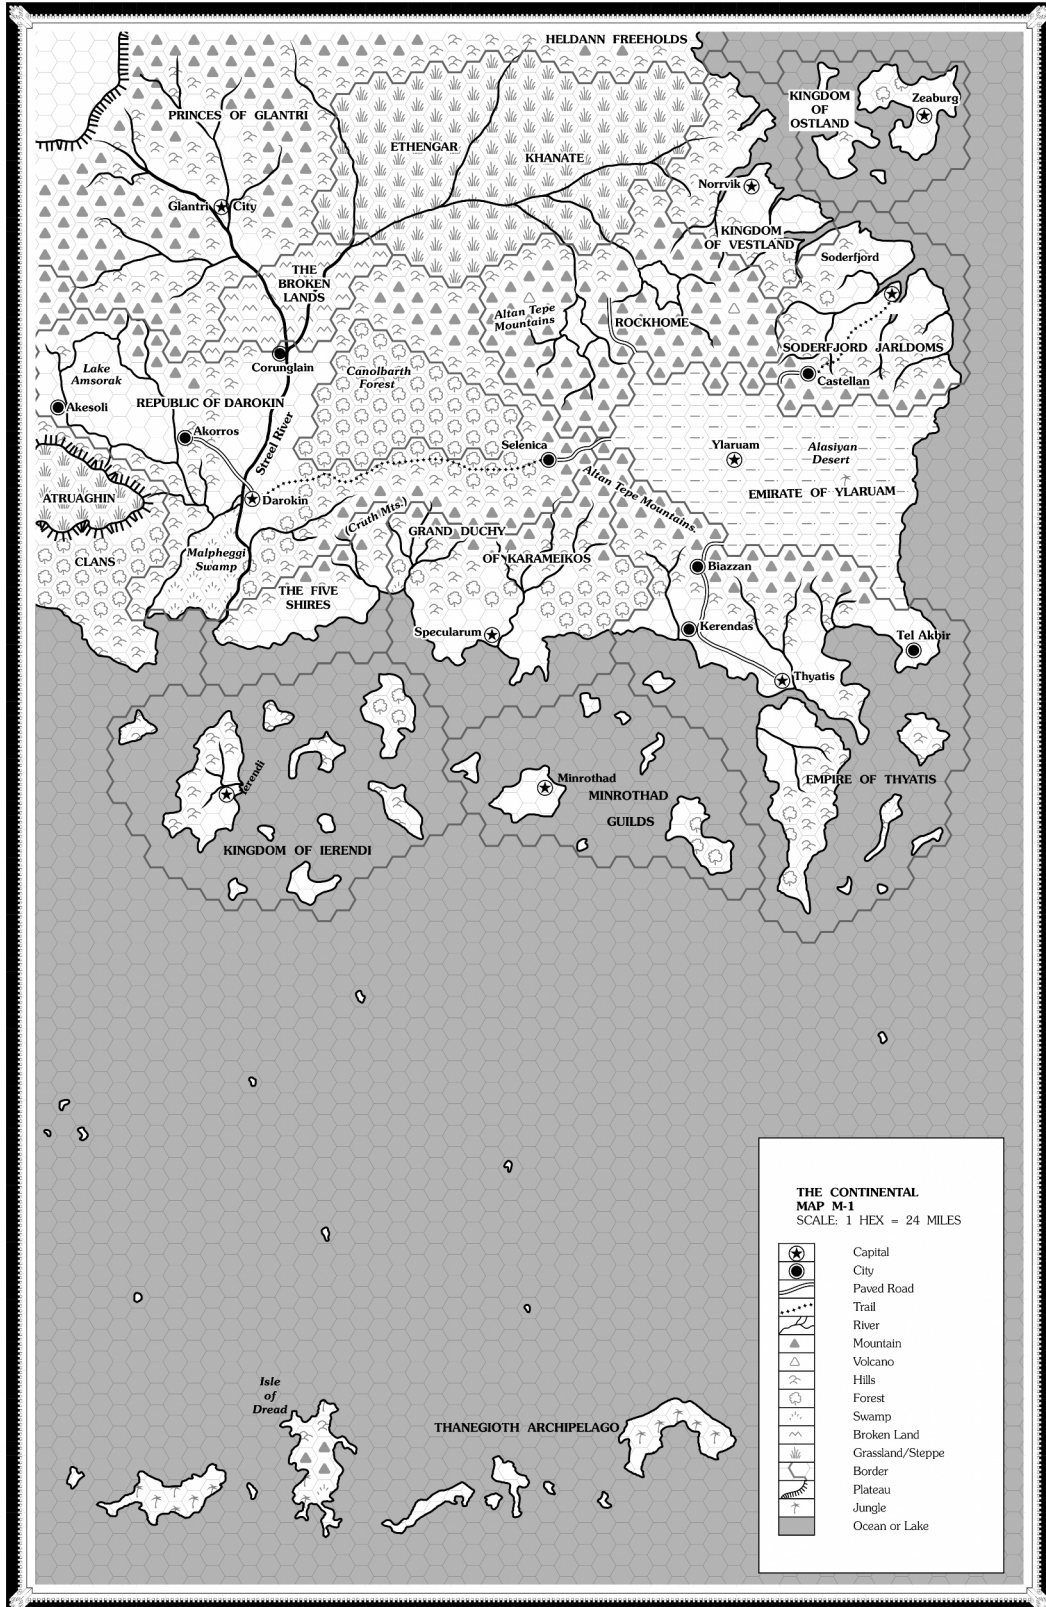 HELDANN FREEHOLDS
KINGDOM
OF
OSTLAND
Zeaburg
PRINCES OF GLANTRI
ETHENGAR
KHANATE
Norrvik
Glantri City
KINGDOM
OF VESTLAND
Soderfjord
THE
BROKEN
LANDS
Altan Tepe
Mountains
ROCKHOME
SODERFJORD JARLDOMS
Corunglain
Lake
Amsorak
Canolbarth
Forest
Castellan
Akesoli
REPUBLIC OF DAROKIN
Akorros
Streel River
Selenica
Ylaruam
Alasiyan
Desert
ATRUAGHIN
Darokin
Altan Tepe Mountains.
EMIRATE OF YLARUAM
(Cruth Mts.)
GRAND DUCHY
OF KARAMEIKOS
CLANS
Malpheggi
Swamp
Biazzan
THE FIVE
SHIRES
Specularum
Kerendas
Tel Akbir
Thyatis
Ierendi
Minrothad
MINROTHAD
GUILDS
EMPIRE OF THYATIS
KINGDOM OF IERENDI
THE CONTINENTAL
MAP M-1
SCALE: 1 HEX = 24 MILES
Capital
City
Paved Road
Trail
River
Mountain
Volcano
Hills
Forest
Swamp
Broken Land
Grassland/Steppe
Border
Plateau
Jungle
Ocean or Lake
Isle
of
Dread
THANEGIOTH ARCHIPELAGO